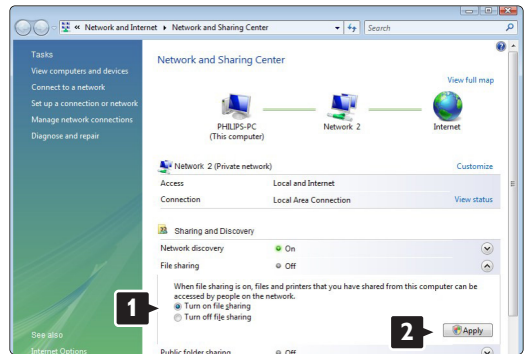 « Network and Internet ▸ Network and Sharing Center
Search
Tasks
View computers and devices
Connect to a network
Set up a connection or network
Manage network connections
Diagnose and repair
See also
Internet Options
Network and Sharing Center
View full map
PHILIPS-PC
(This computer)
Network 2
Internet
Network 2 (Private network)
Customize
Access
Local and Internet
Connection
Local Area Connection
View status
Sharing and Discovery
Network discovery
On
File sharing
Off
When file sharing is on, files and printers that you have shared from this computer can be
accessed by people on the network.
1
Turn on file sharing
Turn off file sharing
2
Apply
Public folder sharing
Off